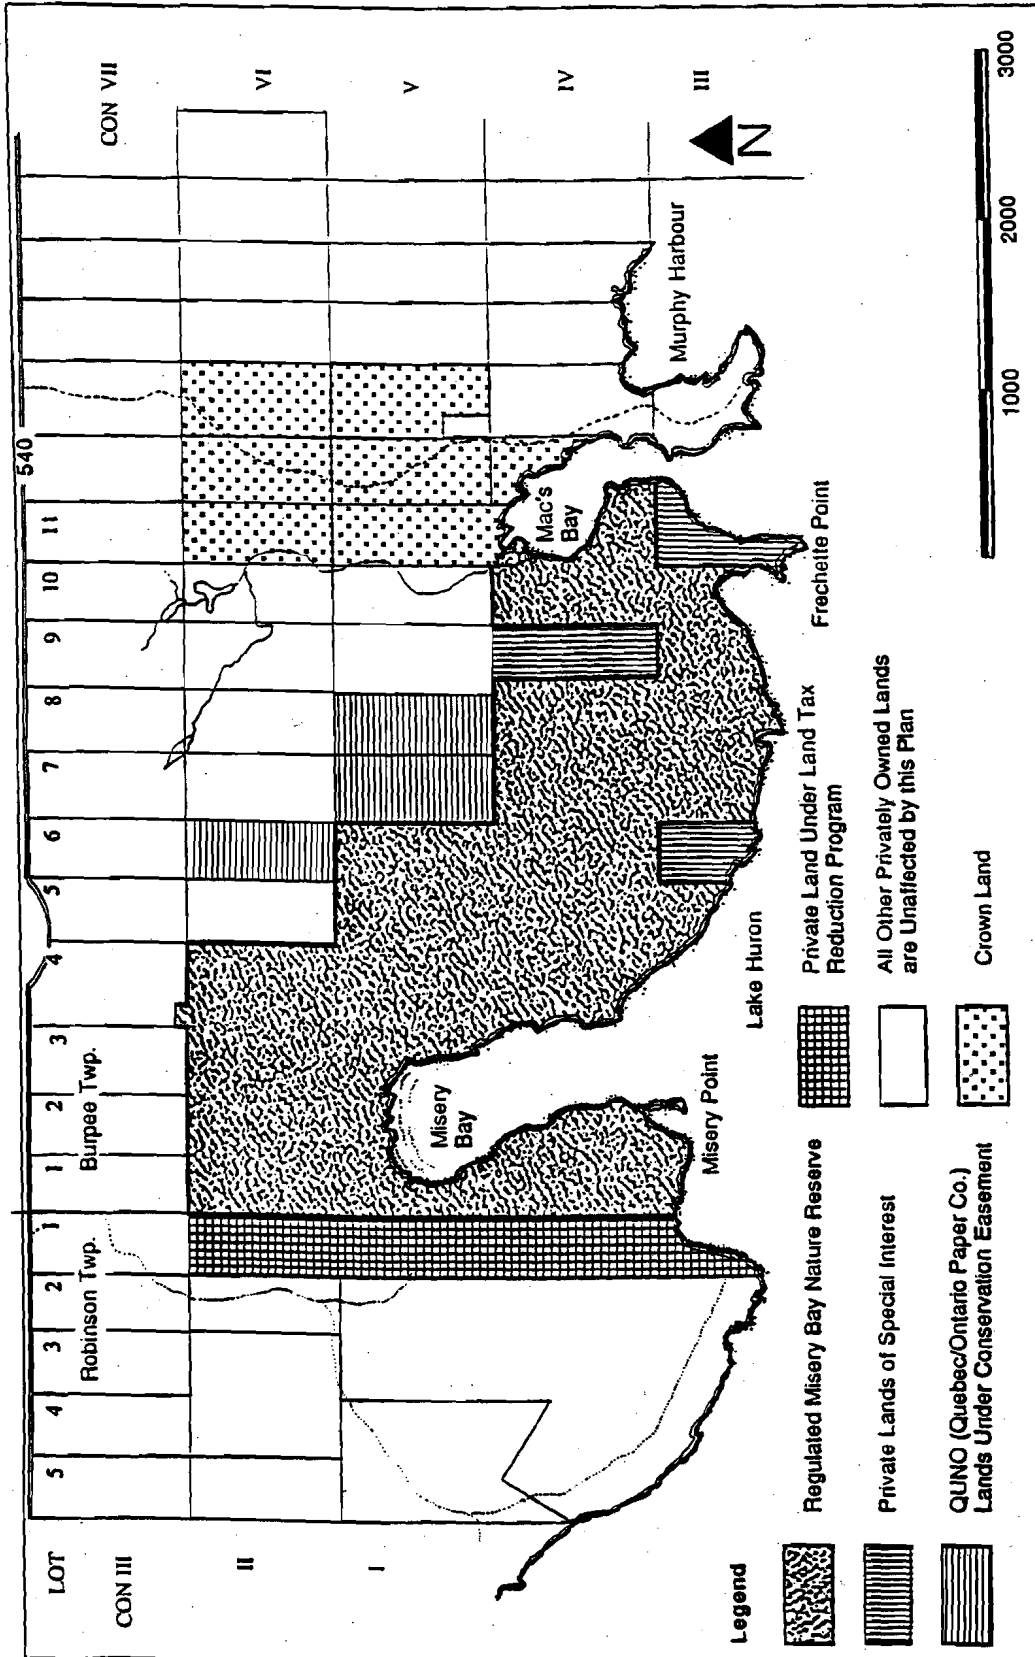 LOT
5
4
3
2
1
1
2
3
4
5
6
7
8
9
10
11
540
Robinson Twp.
Burpee Twp.
CON III
CON VII
II
VI
I
V
IV
III
Misery
Bay
Mac's
Bay
Murphy Harbour
N
Misery Point
Lake Huron
Frechette Point
Legend
Regulated Misery Bay Nature Reserve
Private Lands of Special Interest
QUNO (Quebec/Ontario Paper Co.)
Lands Under Conservation Easement
Private Land Under Land Tax
Reduction Program
All Other Privately Owned Lands
are Unaffected by this Plan
Crown Land
1000
2000
3000